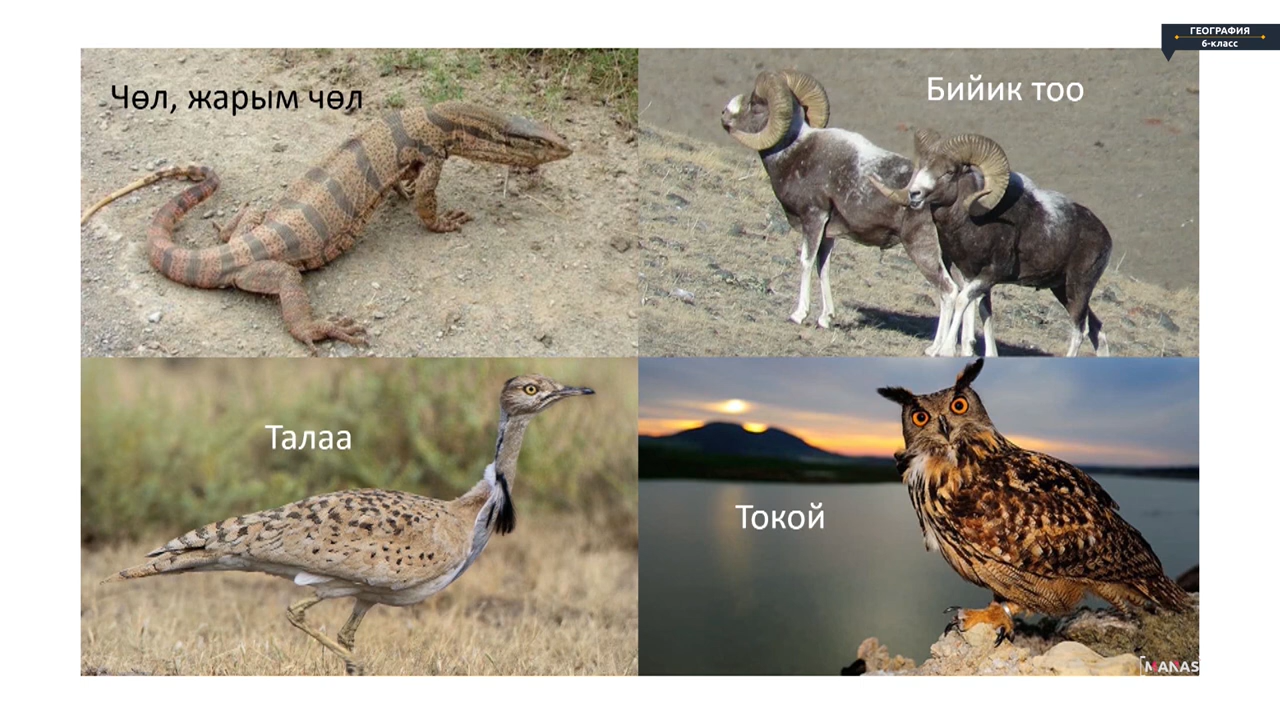 ГЕОГРАФИЯ
6-класс
Чөл, жарым чөл
Бийик тоо
Талаа
Токой
MANAS